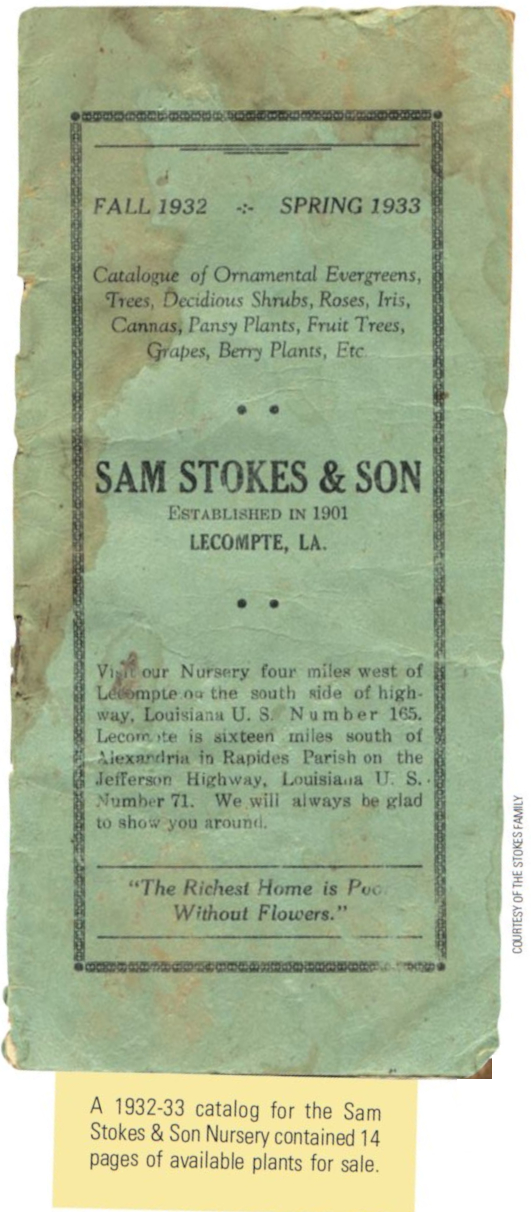 FALL 1932 -:- SPRING 1933
Catalogue of Ornamental Evergreens,
Trees, Decidious Shrubs, Roses, Iris,
Cannas, Pansy Plants, Fruit Trees,
Grapes, Berry Plants, Etc.
SAM STOKES & SON
ESTABLISHED IN 1901
LECOMPTE, LA.
Visit our Nursery four miles west of
Lecompte on the south side of high-
way, Louisiana U. S. Number 165.
Lecompte is sixteen miles south of
Alexandria in Rapides Parish on the
Jefferson Highway, Louisiana U. S.
Number 71. We will always be glad
to show you around.
"The Richest Home is Poor
Without Flowers."
COURTESY OF THE STOKES FAMILY
A 1932-33 catalog for the Sam
Stokes & Son Nursery contained 14
pages of available plants for sale.